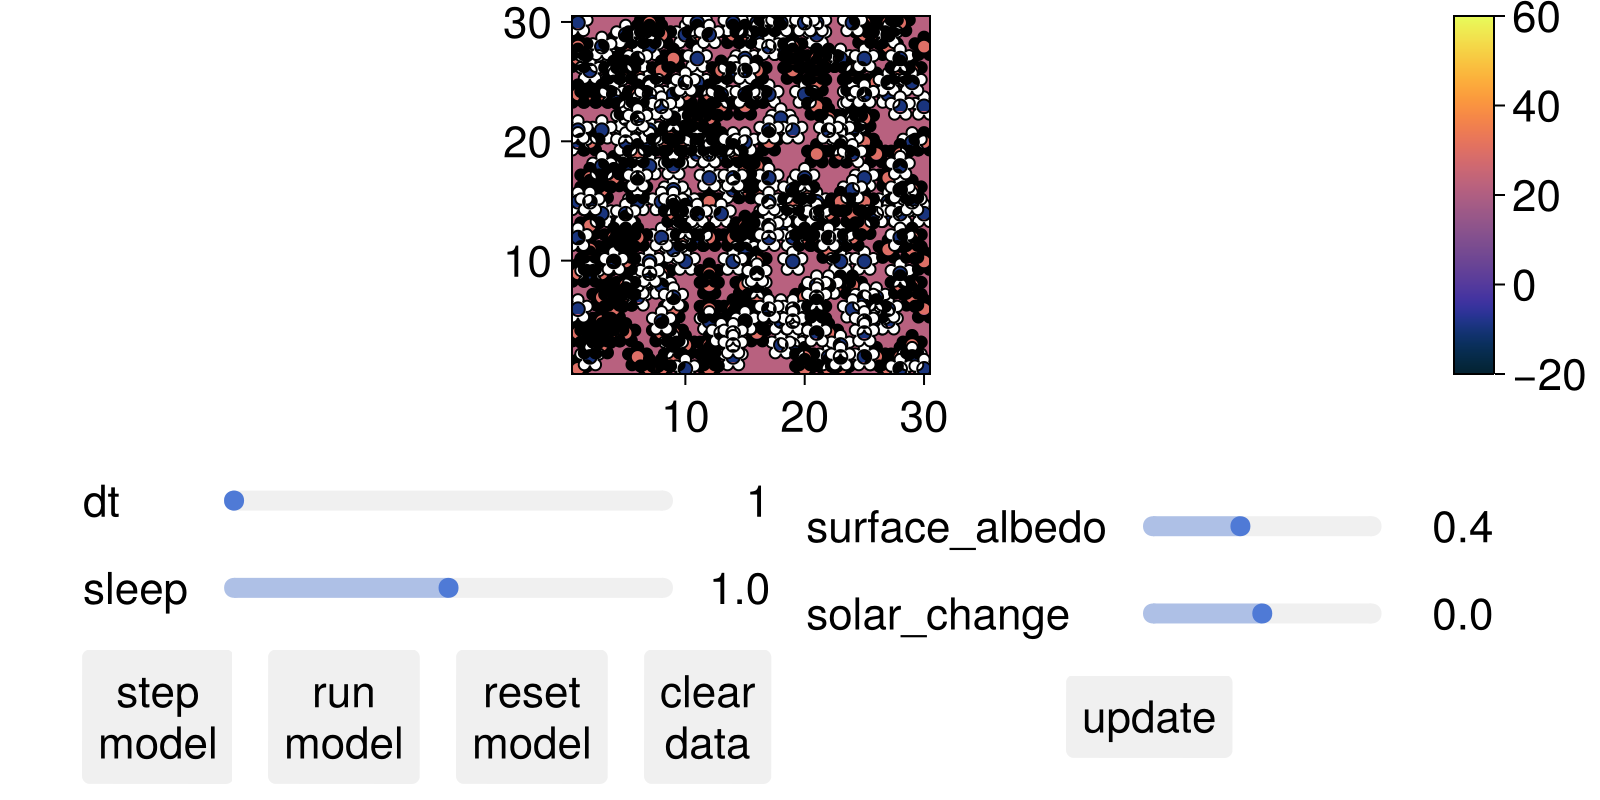 30
20
10
10 20 30
60
40
20
0
−20
dt 1
sleep 1.0
surface_albedo 0.4
solar_change 0.0
step
model
run
model
reset
model
clear
data
update